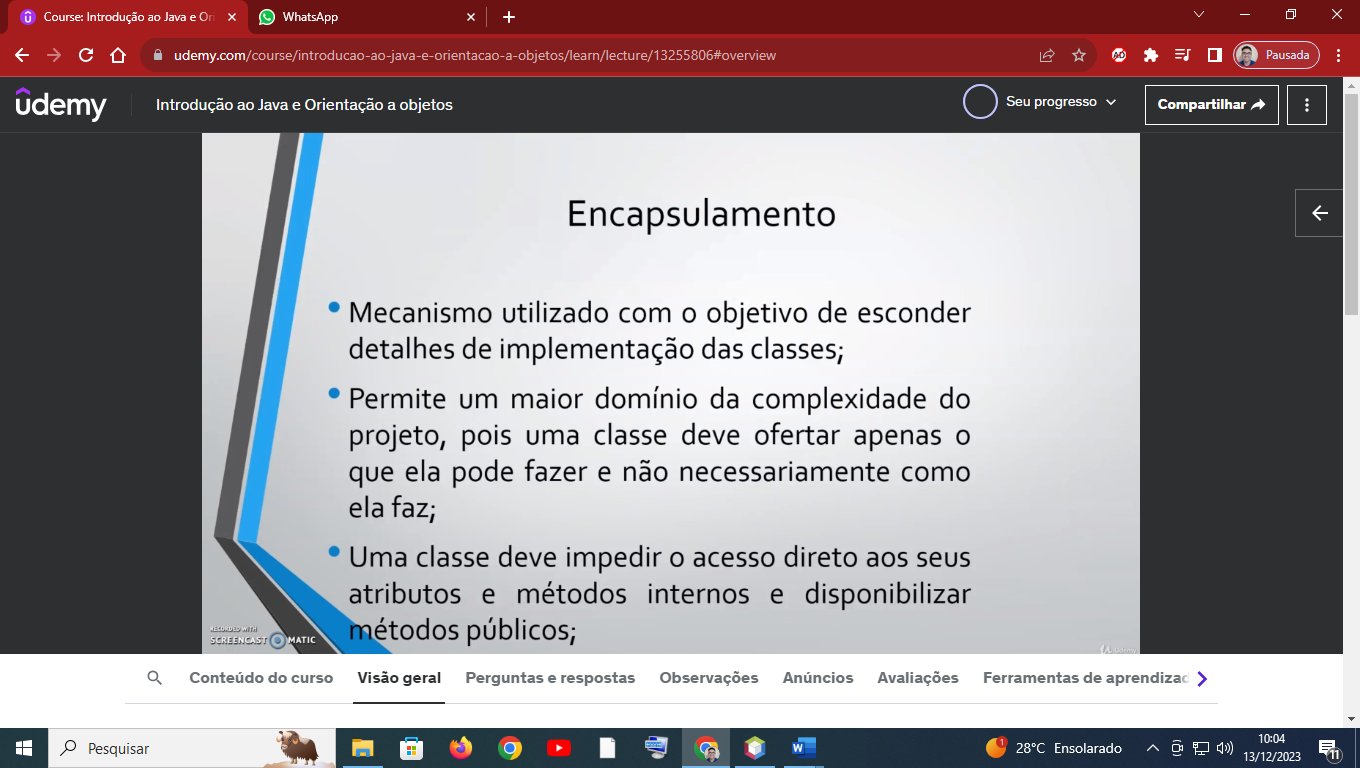 Course: Introdução ao Java e Ori
WhatsApp
udemy.com/course/introducao-ao-java-e-orientacao-a-objetos/learn/lecture/13255806#overview
Pausada
udemy
Introdução ao Java e Orientação a objetos
Seu progresso
Compartilhar
Encapsulamento
• Mecanismo utilizado com o objetivo de esconder
detalhes de implementação das classes;
• Permite um maior domínio da complexidade do
projeto, pois uma classe deve ofertar apenas o
que ela pode fazer e não necessariamente como
ela faz;
• Uma classe deve impedir o acesso direto aos seus
atributos e métodos internos e disponibilizar
métodos públicos;
RECORDED WITH
SCREENCAST MATIC
Udemy
Conteúdo do curso
Visão geral
Perguntas e respostas
Observações
Anúncios
Avaliações
Ferramentas de aprendizad
Pesquisar
1
28°C Ensolarado
10:04
13/12/2023
11